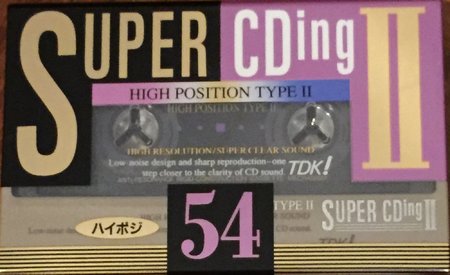 SUPER CDing II
HIGH POSITION TYPE II
HIGH POSITION TYPE II
HIGH RESOLUTION/SUPER CLEAR SOUND
Low noise design and sharp reproduction—one
step closer to the clarity of CD sound. TDK!
ハイポジ
54
TYPE II
SUPER CDing II